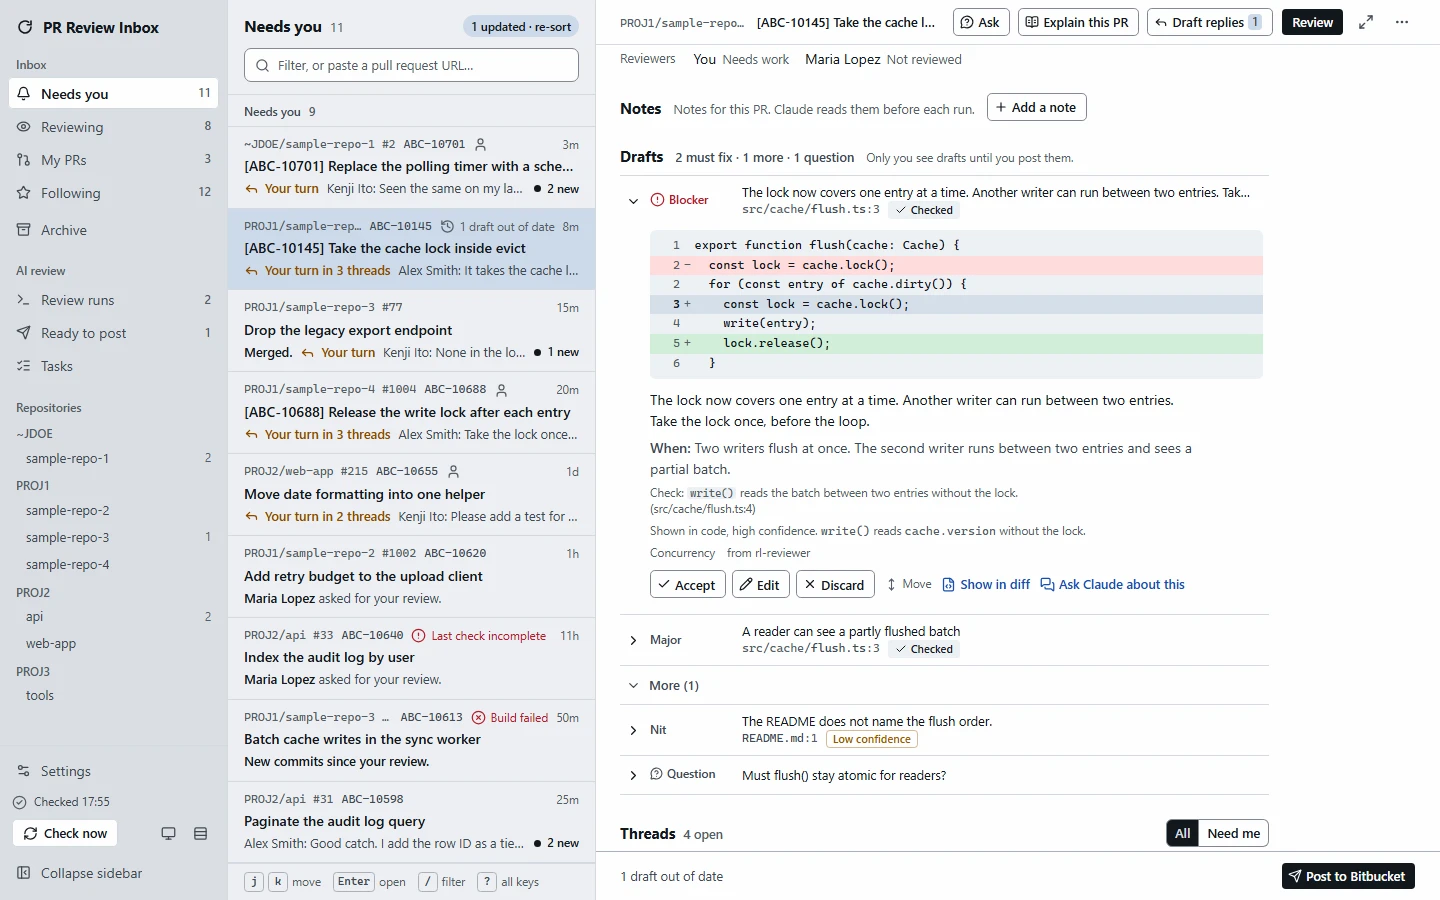 PR Review Inbox
Inbox
Needs you 11
Reviewing 8
My PRs 3
Following 12
Archive
AI review
Review runs 2
Ready to post 1
Tasks
Repositories
~JDOE
sample-repo-1 2
PROJ1
sample-repo-2
sample-repo-3 1
sample-repo-4
PROJ2
api 2
web-app
PROJ3
tools
Settings
Checked 17:55
Check now
Collapse sidebar
Needs you 11
1 updated · re-sort
Filter, or paste a pull request URL...
Needs you 9
~JDOE/sample-repo-1 #2 ABC-10701 3m
[ABC-10701] Replace the polling timer with a sche...
Your turn Kenji Ito: Seen the same on my la... 2 new
PROJ1/sample-rep... ABC-10145 1 draft out of date 8m
[ABC-10145] Take the cache lock inside evict
Your turn in 3 threads Alex Smith: It takes the cache l...
PROJ1/sample-repo-3 #77 15m
Drop the legacy export endpoint
Merged. Your turn Kenji Ito: None in the lo... 1 new
PROJ1/sample-repo-4 #1004 ABC-10688 20m
[ABC-10688] Release the write lock after each entry
Your turn in 3 threads Alex Smith: Take the lock once...
PROJ2/web-app #215 ABC-10655 1d
Move date formatting into one helper
Your turn in 2 threads Kenji Ito: Please add a test for ...
PROJ1/sample-repo-2 #1002 ABC-10620 1h
Add retry budget to the upload client
Maria Lopez asked for your review.
PROJ2/api #33 ABC-10640 Last check incomplete 11h
Index the audit log by user
Maria Lopez asked for your review.
PROJ1/sample-repo-3 ... ABC-10613 Build failed 50m
Batch cache writes in the sync worker
New commits since your review.
PROJ2/api #31 ABC-10598 25m
Paginate the audit log query
Alex Smith: Good catch. I add the row ID as a tie... 2 new
j k move Enter open / filter ? all keys
PROJ1/sample-repo... [ABC-10145] Take the cache l...
Ask
Explain this PR
Draft replies 1
Review
Reviewers You Needs work Maria Lopez Not reviewed
Notes Notes for this PR. Claude reads them before each run. Add a note
Drafts 2 must fix · 1 more · 1 question Only you see drafts until you post them.
Blocker The lock now covers one entry at a time. Another writer can run between two entries. Tak...
src/cache/flush.ts:3 Checked
1 export function flush(cache: Cache) {
2 − const lock = cache.lock();
2 for (const entry of cache.dirty()) {
3 + const lock = cache.lock();
4 write(entry);
5 + lock.release();
6 }
The lock now covers one entry at a time. Another writer can run between two entries.
Take the lock once, before the loop.
When: Two writers flush at once. The second writer runs between two entries and sees a
partial batch.
Check: write() reads the batch between two entries without the lock.
(src/cache/flush.ts:4)
Shown in code, high confidence. write() reads cache.version without the lock.
Concurrency from rl-reviewer
Accept Edit Discard Move Show in diff Ask Claude about this
Major A reader can see a partly flushed batch
src/cache/flush.ts:3 Checked
More (1)
Nit The README does not name the flush order.
README.md:1 Low confidence
Question Must flush() stay atomic for readers?
Threads 4 open All Need me
1 draft out of date Post to Bitbucket